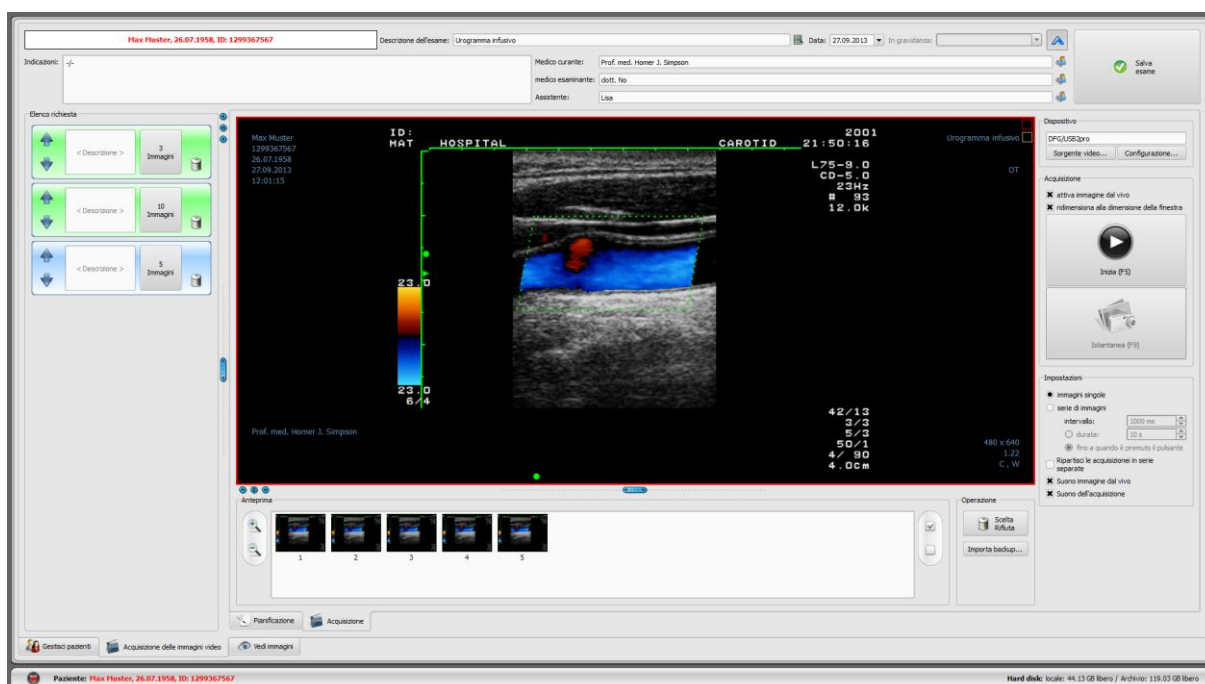 Max Muster, 26.07.1958, ID: 1299367567
Descrizione dell'esame: Urogramma infusivo
Data: 27.09.2013
In gravidanza:
Indicazioni: -/-
Medico curante: Prof. med. Homer J. Simpson
medico esaminante: dott. No
Assistente: Lisa
Salva
esame
Elenco richiesta
< Descrizione >
3
Immagini
< Descrizione >
10
Immagini
< Descrizione >
5
Immagini
Max Muster
1299367567
26.07.1958
27.09.2013
12:01:15
ID:
MAT HOSPITAL CAROTID
2001
21:50:16
Urogramma infusivo
OT
L75-9.0
CD-5.0
23Hz
# 93
12.0k
23.0
23.0
6/4
42/13
3/3
5/3
50/1
4/ 90
4.0cm
Prof. med. Homer J. Simpson
480 x 640
1.22
C , W
Dispositivo
DFG/USB2pro
Sorgente video... Configurazione...
Acquisizione
attiva immagine dal vivo
ridimensiona alla dimensione della finestra
Inizia (F5)
Istantanea (F9)
Impostazioni
immagini singole
serie di immagini
intervallo: 1000 ms
durata: 10 s
fino a quando è premuto il pulsante
Ripartisci le acquisizioni in serie
separate
Suono immagine dal vivo
Suono dell'acquisizione
Anteprima
1 2 3 4 5
Operazione
Scelta
Rifiuta
Importa backup...
Pianificazione Acquisizione
Gestisci pazienti Acquisizione delle immagini video Vedi immagini
Paziente: Max Muster, 26.07.1958, ID: 1299367567
Hard disk: locale: 44.13 GB libero / Archivio: 119.03 GB libero